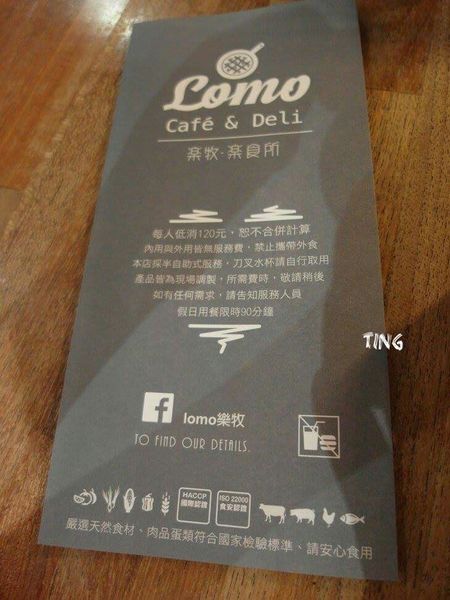 Lomo
Café & Deli
楽牧-楽食所
每人低消120元，恕不合併計算
內用與外用皆無服務費，禁止攜帶外食
本店採半自助式服務，刀叉水杯請自行取用
產品皆為現場調製，所需費時，敬請稍後
如有任何需求，請告知服務人員
假日用餐限時90分鐘
TING
lomo樂牧
TO FIND OUR DETAILS.
HACCP
國際認證
ISO 22000
食安認證
嚴選天然食材、肉品蛋類符合國家檢驗標準、請安心食用